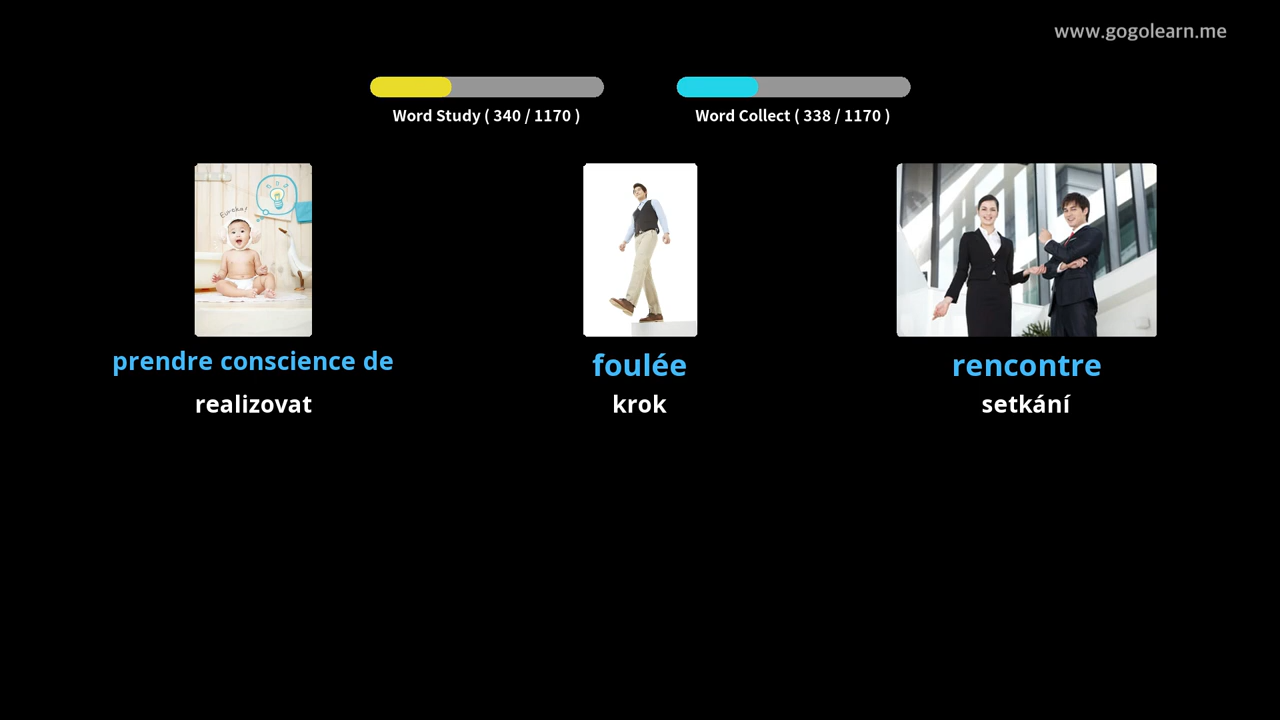 www.gogolearn.me
Word Study ( 340 / 1170 )
Word Collect ( 338 / 1170 )
Eureka!
prendre conscience de
foulée
rencontre
realizovat
krok
setkání